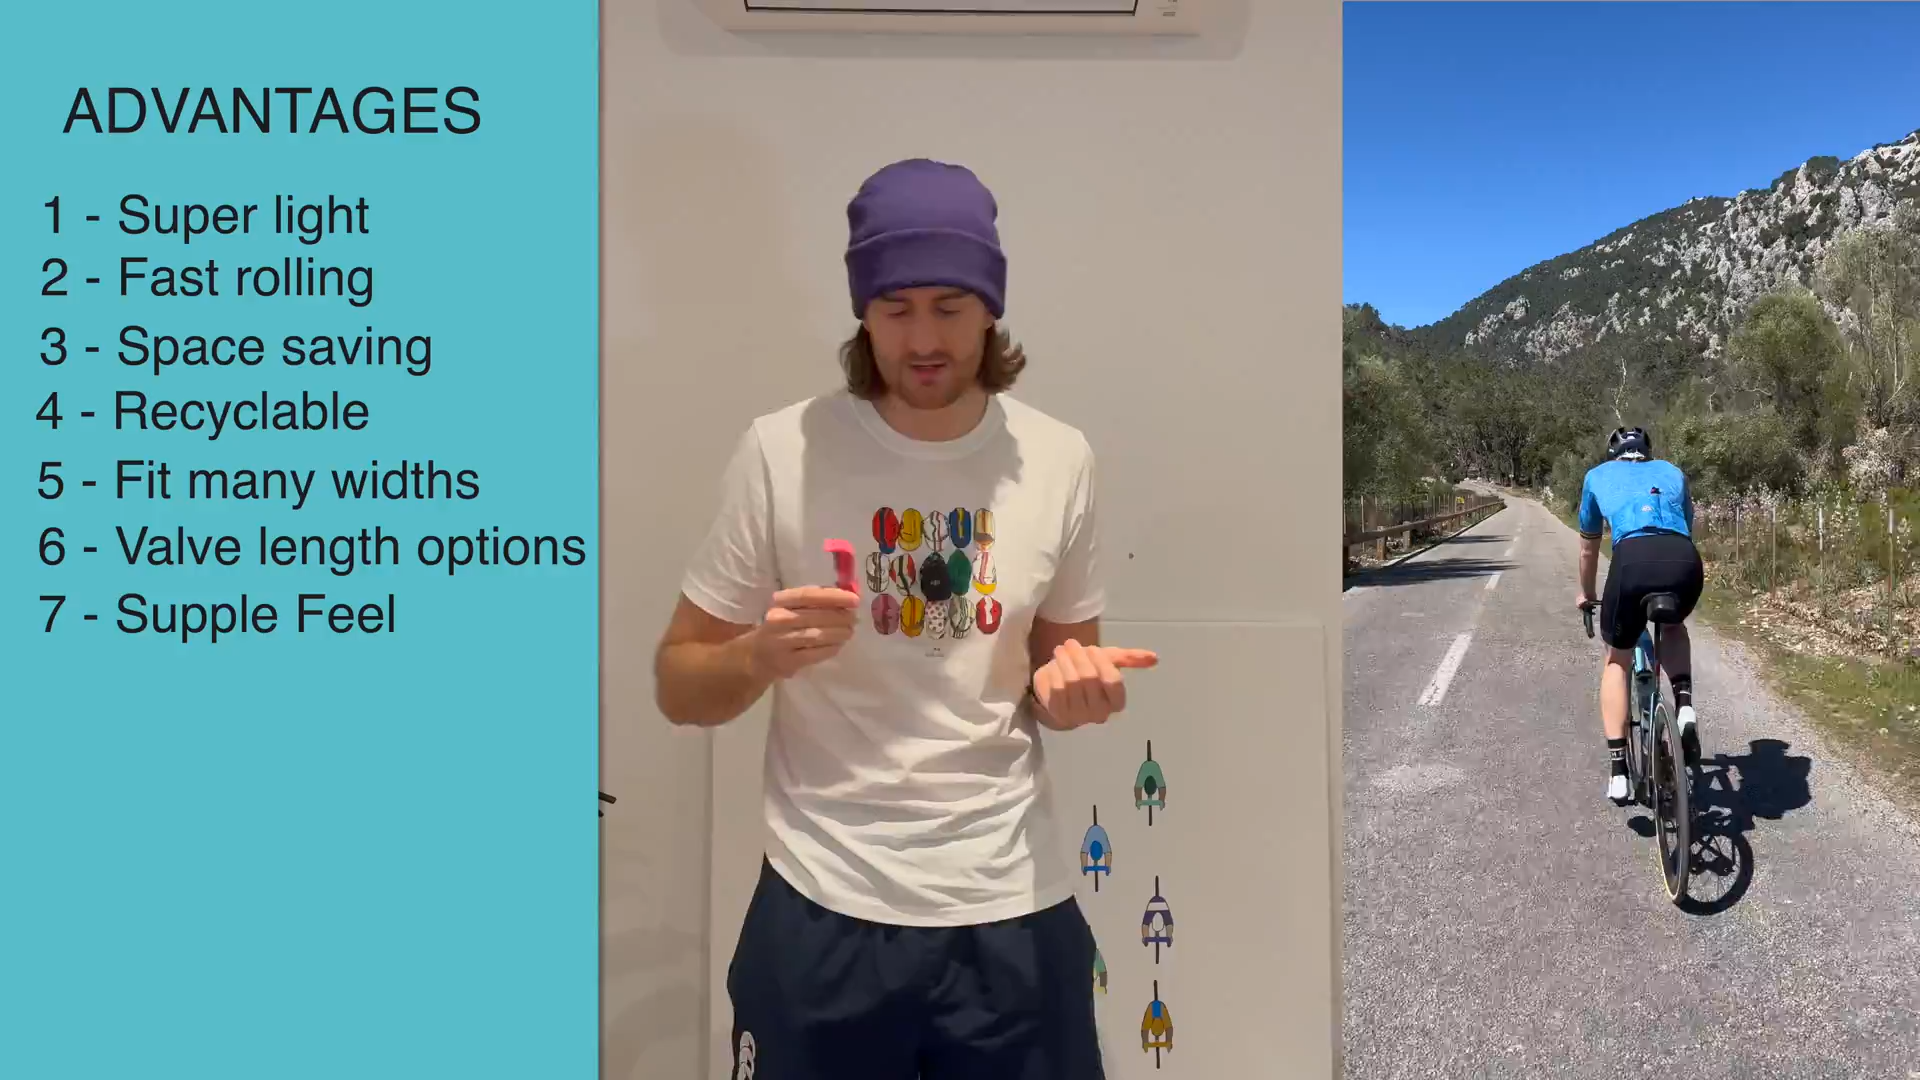 ADVANTAGES
1 - Super light
2 - Fast rolling
3 - Space saving
4 - Recyclable
5 - Fit many widths
6 - Valve length options
7 - Supple Feel